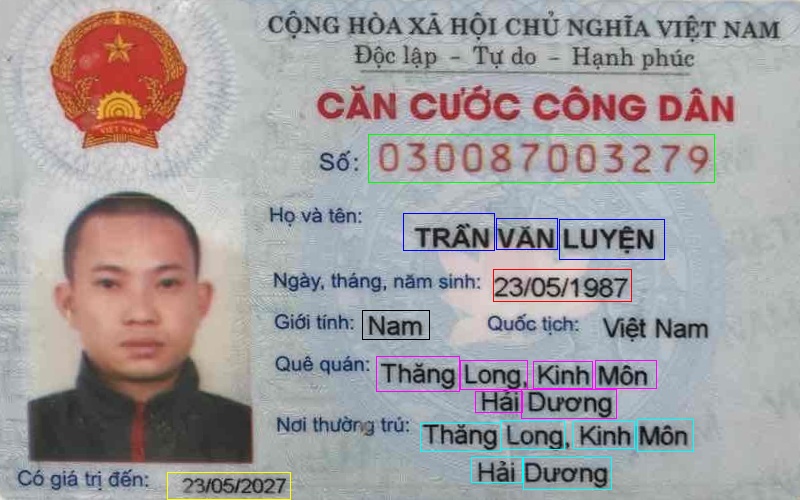 CỘNG HÒA XÃ HỘI CHỦ NGHĨA VIỆT NAM
Độc lập – Tự do – Hạnh phúc
CĂN CƯỚC CÔNG DÂN
Số: 030087003279
Họ và tên: TRẦN VĂN LUYỆN
Ngày, tháng, năm sinh: 23/05/1987
Giới tính: Nam Quốc tịch: Việt Nam
Quê quán: Thăng Long, Kinh Môn
Hải Dương
Nơi thường trú: Thăng Long, Kinh Môn
Hải Dương
Có giá trị đến: 23/05/2027
VIỆT NAM